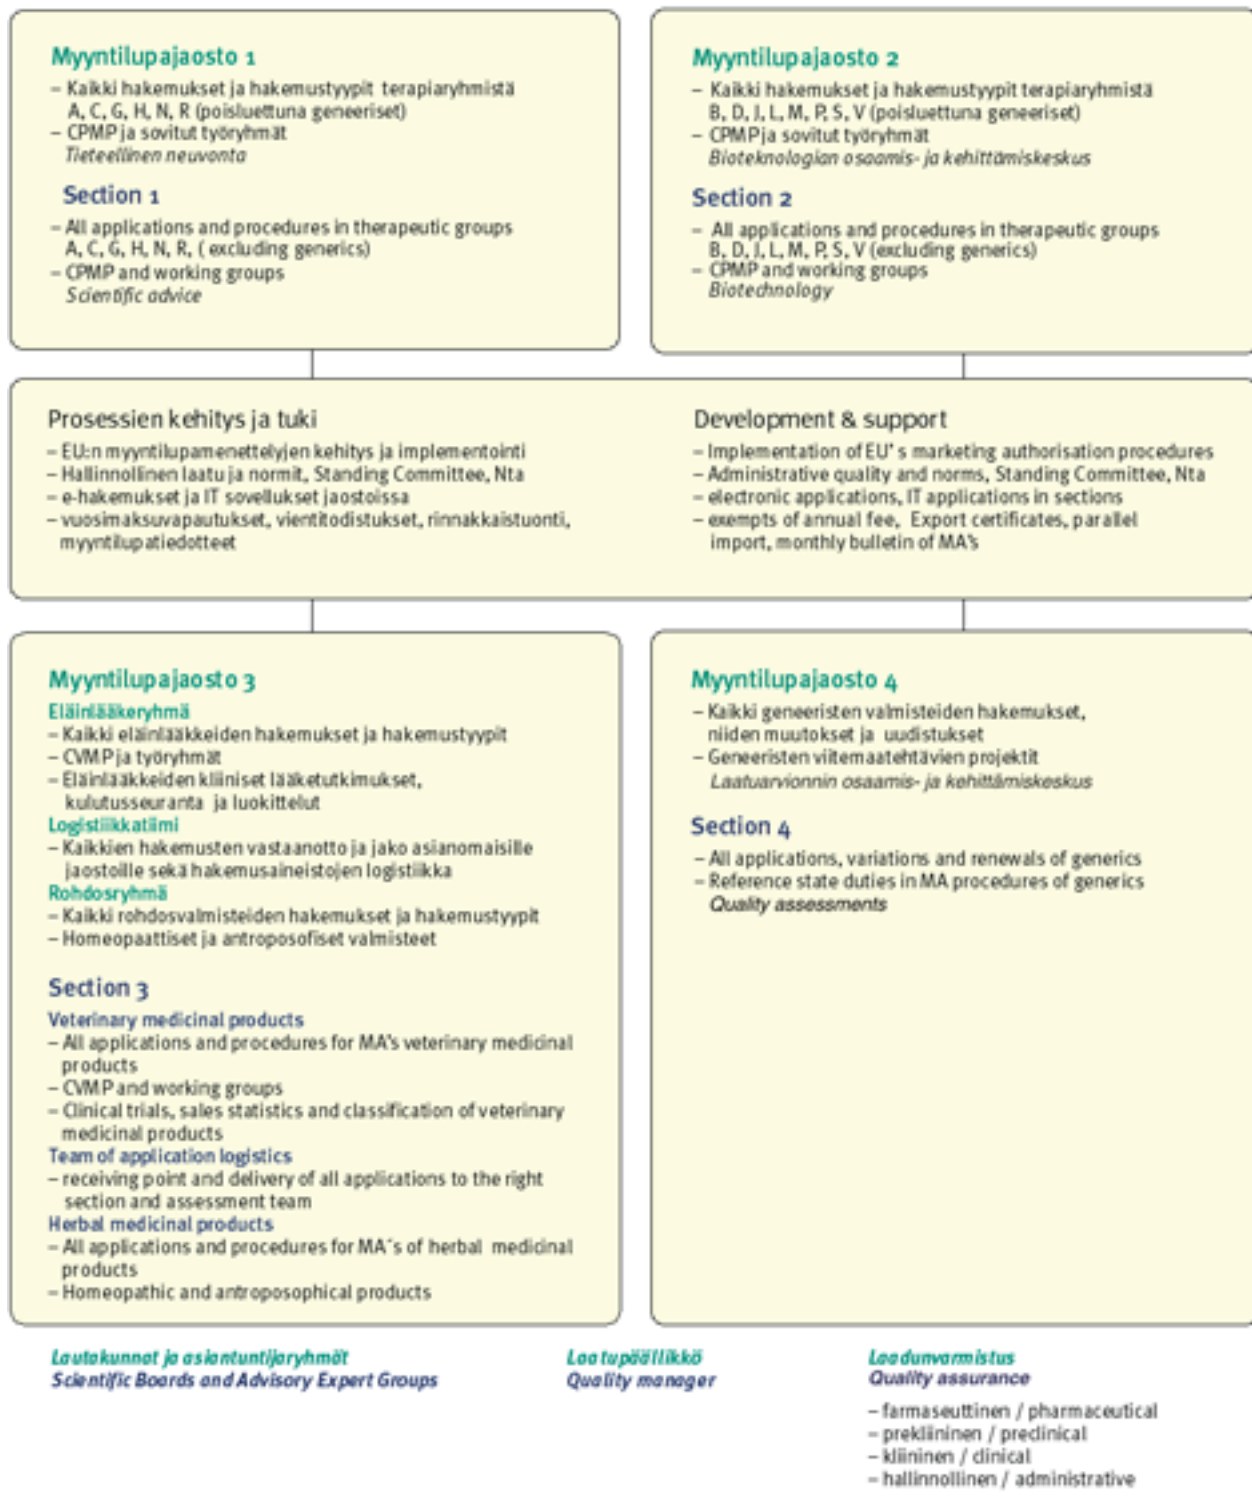 Myyntilupajaosto 1
– Kaikki hakemukset ja hakemustyypit terapiaryhmistä
A, C, G, H, N, R (poisluettuna geneeriset)
– CPMP ja sovitut työryhmät
Tieteellinen neuvonta
Section 1
– All applications and procedures in therapeutic groups
A, C, G, H, N, R, ( excluding generics)
– CPMP and working groups
Scientific advice
Myyntilupajaosto 2
– Kaikki hakemukset ja hakemustyypit terapiaryhmistä
B, D, J, L, M, P, S, V (poisluettuna geneeriset)
– CPMP ja sovitut työryhmät
Bioteknologian osaamis- ja kehittämiskeskus
Section 2
– All applications and procedures in therapeutic groups
B, D, J, L, M, P, S, V (excluding generics)
– CPMP and working groups
Biotechnology
Prosessien kehitys ja tuki
– EU:n myyntilupamenettelyjen kehitys ja implementointi
– Hallinnollinen laatu ja normit, Standing Committee, Nta
– e-hakemukset ja IT sovellukset jaostoissa
– vuosimaksuvapautukset, vientitodistukset, rinnakkaistuonti,
myyntilupatiedotteet
Development & support
– Implementation of EU' s marketing authorisation procedures
– Administrative quality and norms, Standing Committee, Nta
– electronic applications, IT applications in sections
– exempts of annual fee, Export certificates, parallel
import, monthly bulletin of MA's
Myyntilupajaosto 3
Eläinlääkeryhmä
– Kaikki eläinlääkkeiden hakemukset ja hakemustyypit
– CVMP ja työryhmät
– Eläinlääkkeiden kliiniset lääketutkimukset,
kulutusseuranta ja luokittelut
Logistiikkatiimi
– Kaikkien hakemusten vastaanotto ja jako asianomaisille
jaostoille sekä hakemusaineistojen logistiikka
Rohdosryhmä
– Kaikki rohdosvalmisteiden hakemukset ja hakemustyypit
– Homeopaattiset ja antroposofiset valmisteet
Section 3
Veterinary medicinal products
– All applications and procedures for MA's veterinary medicinal
products
– CVMP and working groups
– Clinical trials, sales statistics and classification of veterinary
medicinal products
Team of application logistics
– receiving point and delivery of all applications to the right
section and assessment team
Herbal medicinal products
– All applications and procedures for MA´s of herbal medicinal
products
– Homeopathic and antroposophical products
Myyntilupajaosto 4
– Kaikki geneeristen valmisteiden hakemukset,
niiden muutokset ja uudistukset
– Geneeristen viitemaatehtävien projektit
Laatuarvionnin osaamis- ja kehittämiskeskus
Section 4
– All applications, variations and renewals of generics
– Reference state duties in MA procedures of generics
Quality assessments
Lautakunnat ja asiantuntijaryhmät
Scientific Boards and Advisory Expert Groups
Laatupäällikkö
Quality manager
Laadunvarmistus
Quality assurance
– farmaseuttinen / pharmaceutical
– prekliininen / preclinical
– kliininen / clinical
– hallinnollinen / administrative